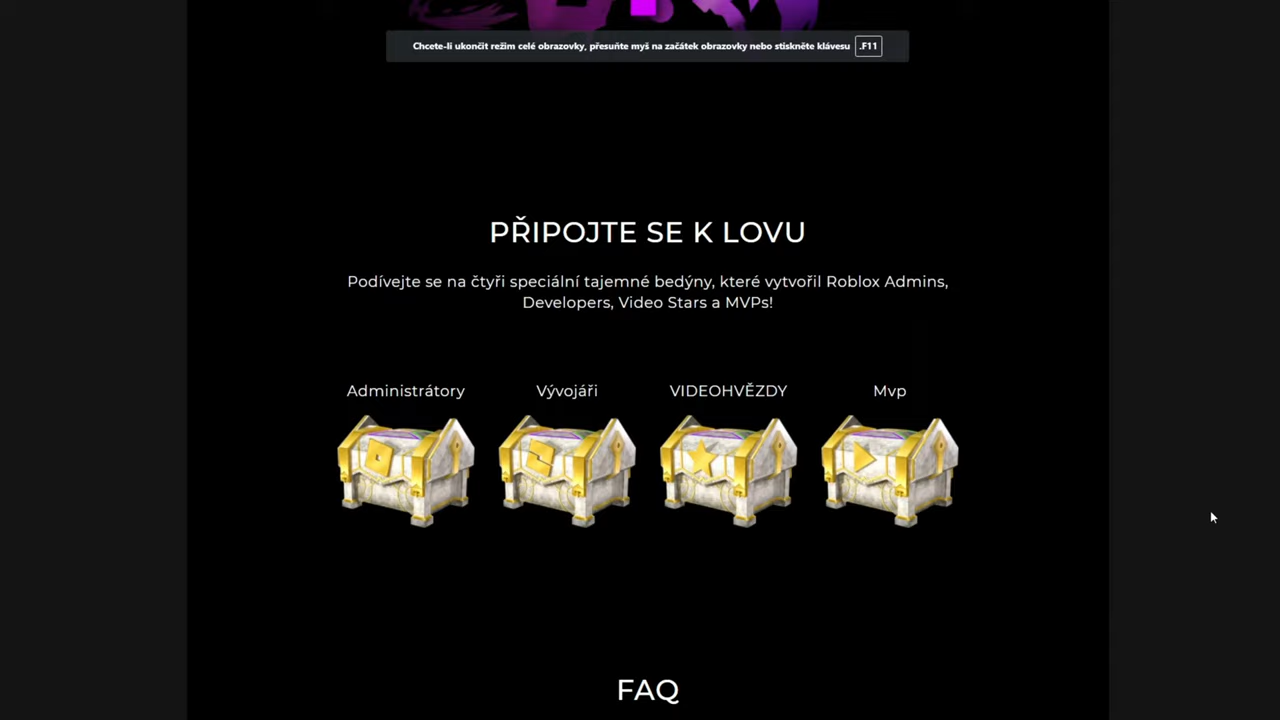 Chcete-li ukončit režim celé obrazovky, přesuňte myš na začátek obrazovky nebo stiskněte klávesu .F11
PŘIPOJTE SE K LOVU
Podívejte se na čtyři speciální tajemné bedýny, které vytvořil Roblox Admins,
Developers, Video Stars a MVPs!
Administrátory Vývojáři VIDEOHVĚZDY Mvp
FAQ